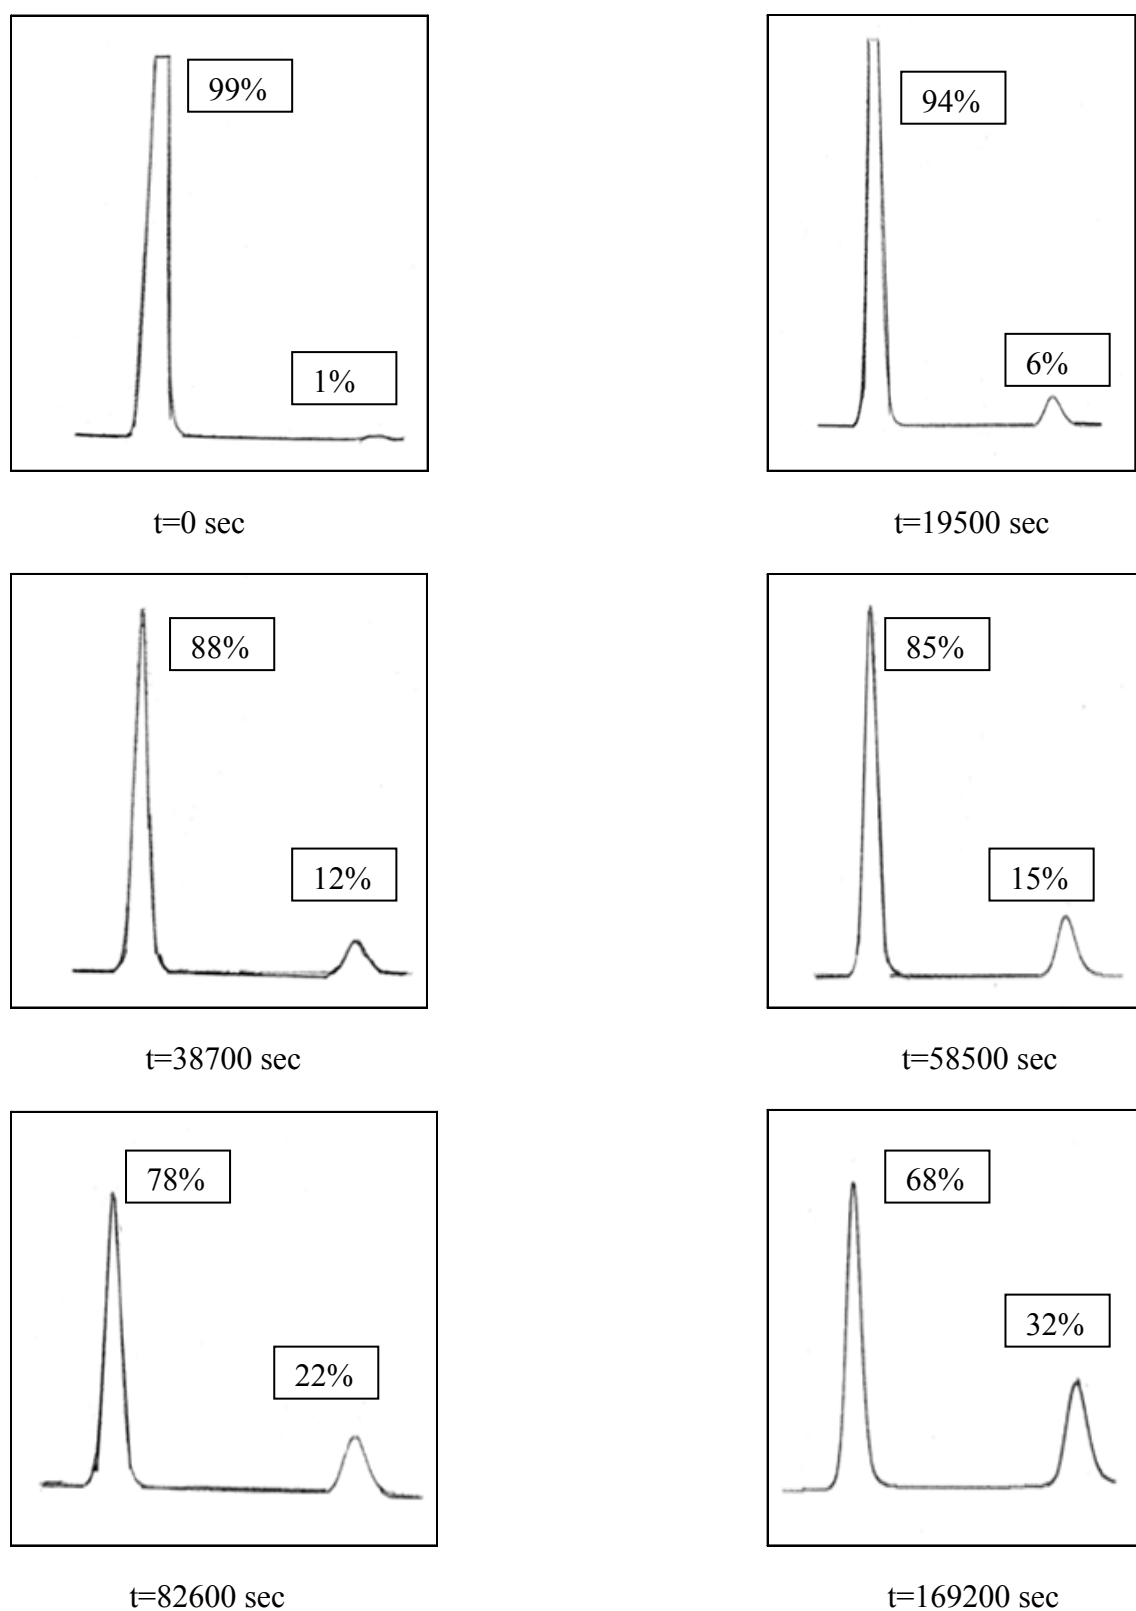 99%
1%
t=0 sec
94%
6%
t=19500 sec
88%
12%
t=38700 sec
85%
15%
t=58500 sec
78%
22%
t=82600 sec
68%
32%
t=169200 sec